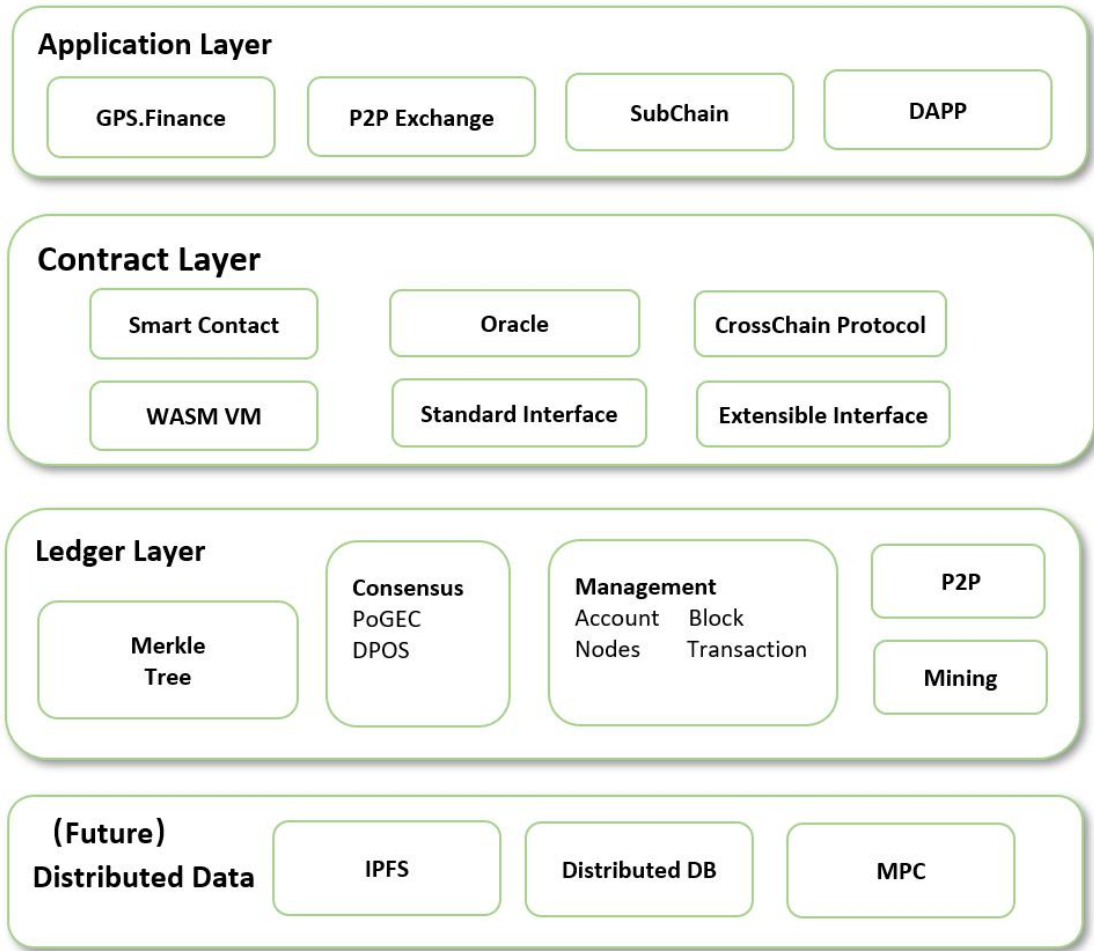 Application Layer
GPS.Finance
P2P Exchange
SubChain
DAPP
Contract Layer
Smart Contact
Oracle
CrossChain Protocol
WASM VM
Standard Interface
Extensible Interface
Ledger Layer
Merkle
Tree
Consensus
PoGEC
DPOS
Management
Account Block
Nodes Transaction
P2P
Mining
（Future）
Distributed Data
IPFS
Distributed DB
MPC